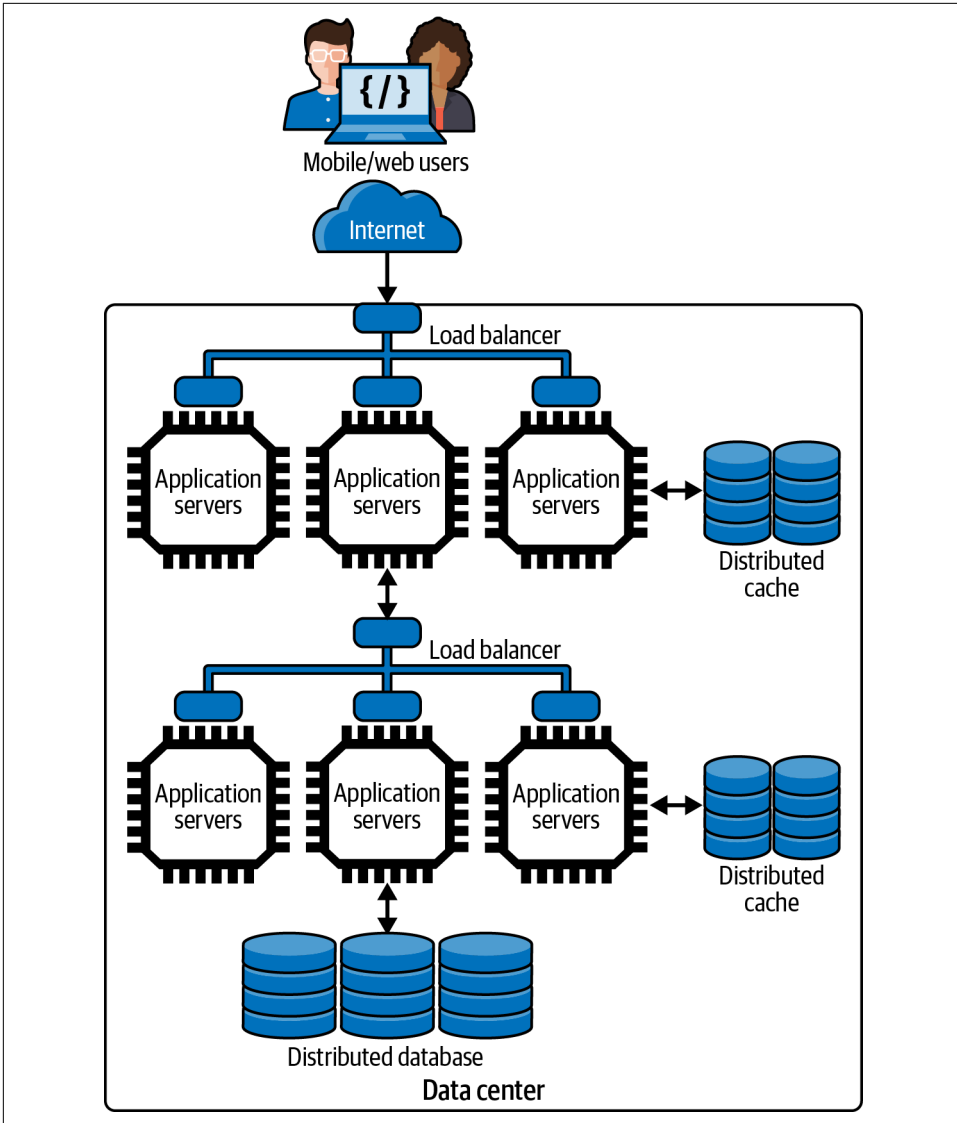 {/}
Mobile/web users
Internet
Load balancer
Application
servers
Application
servers
Application
servers
Distributed
cache
Load balancer
Application
servers
Application
servers
Application
servers
Distributed
cache
Distributed database
Data center